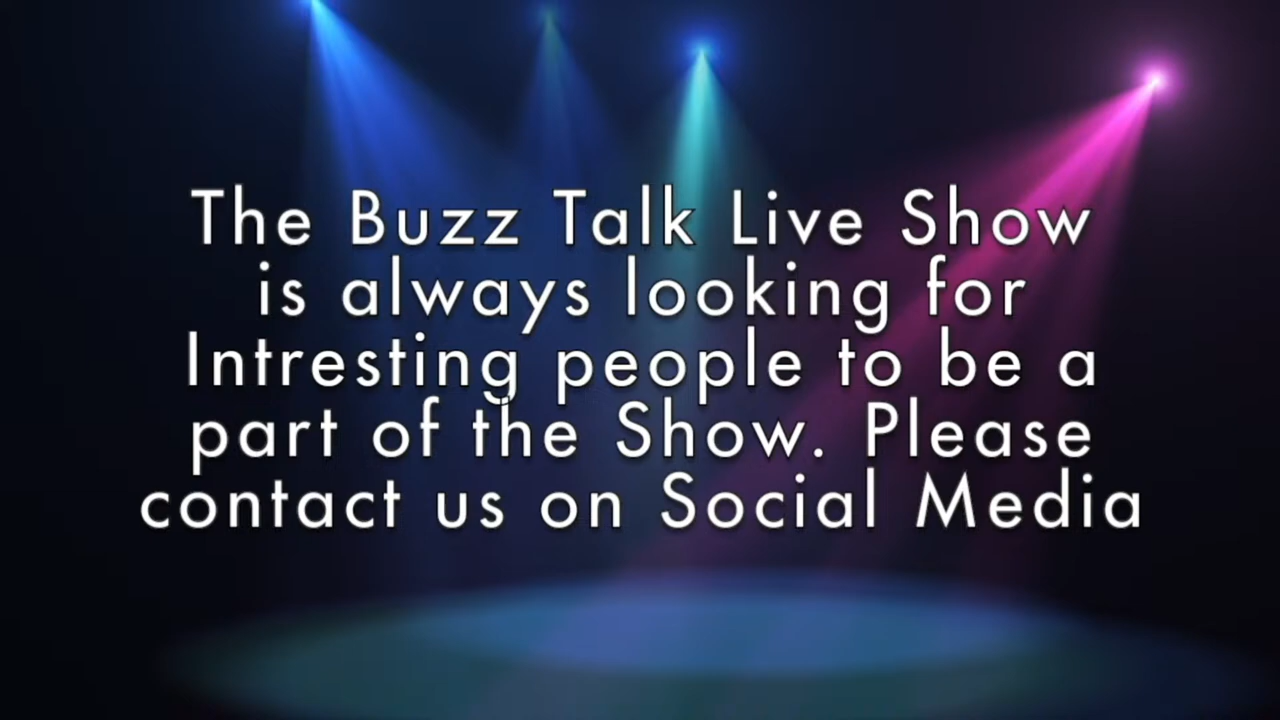 The Buzz Talk Live Show
is always looking for
Intresting people to be a
part of the Show. Please
contact us on Social Media